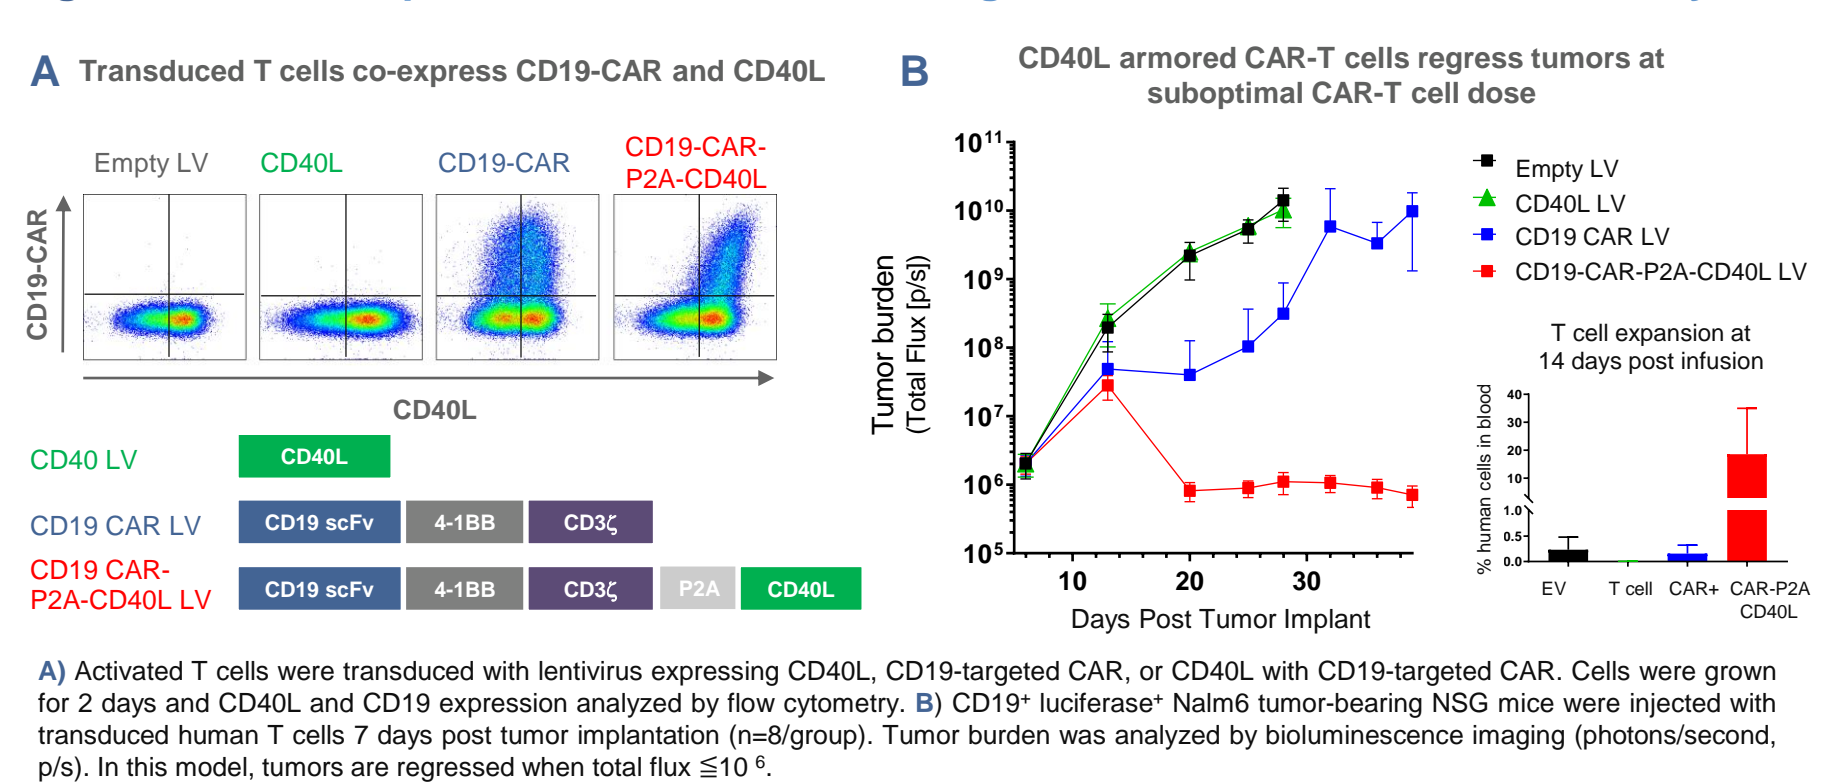 A Transduced T cells co-express CD19-CAR and CD40L
Empty LV
CD40L
CD19-CAR
CD19-CAR-
P2A-CD40L
CD19-CAR
CD40L
CD40 LV
CD40L
CD19 CAR LV
CD19 scFv 4-1BB CD3ζ
CD19 CAR-
P2A-CD40L LV
CD19 scFv 4-1BB CD3ζ P2A CD40L
B
CD40L armored CAR-T cells regress tumors at
suboptimal CAR-T cell dose
Tumor burden
(Total Flux [p/s])
10¹¹
10¹⁰
10⁹
10⁸
10⁷
10⁶
10⁵
10 20 30
Days Post Tumor Implant
Empty LV
CD40L LV
CD19 CAR LV
CD19-CAR-P2A-CD40L LV
T cell expansion at
14 days post infusion
% human cells in blood
40
30
20
10
1.0
0.5
0.0
EV T cell CAR+ CAR-P2A
CD40L
A) Activated T cells were transduced with lentivirus expressing CD40L, CD19-targeted CAR, or CD40L with CD19-targeted CAR. Cells were grown
for 2 days and CD40L and CD19 expression analyzed by flow cytometry. B) CD19⁺ luciferase⁺ Nalm6 tumor-bearing NSG mice were injected with
transduced human T cells 7 days post tumor implantation (n=8/group). Tumor burden was analyzed by bioluminescence imaging (photons/second,
p/s). In this model, tumors are regressed when total flux ≦10 ⁶.